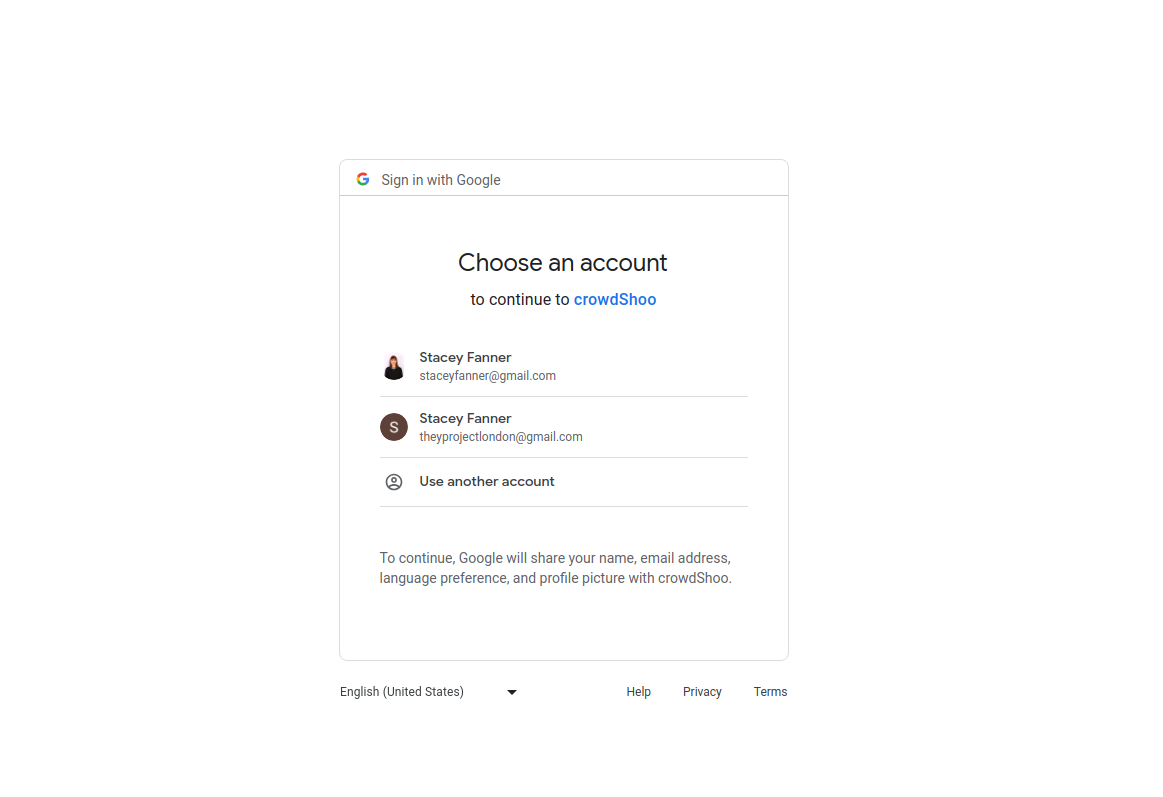 Sign in with Google
Choose an account
to continue to crowdShoo
Stacey Fanner
staceyfanner@gmail.com
S
Stacey Fanner
theyprojectlondon@gmail.com
Use another account
To continue, Google will share your name, email address,
language preference, and profile picture with crowdShoo.
English (United States)
Help Privacy Terms